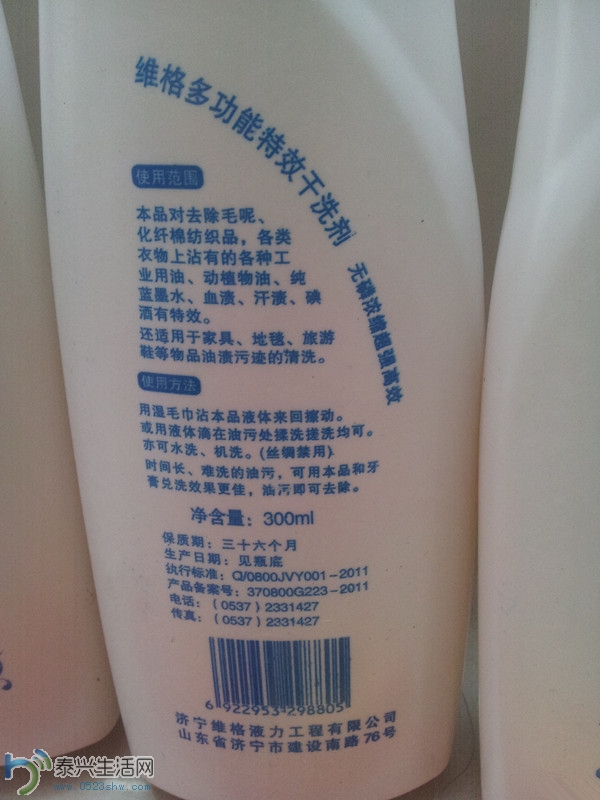 维格多功能特效干洗剂
无磷浓缩超强高效
使用范围
本品对去除毛呢、
化纤棉纺织品，各类
衣物上沾有的各种工
业用油、动植物油、纯
蓝墨水、血渍、汗渍、碘
酒有特效。
还适用于家具、地毯、旅游
鞋等物品油渍污迹的清洗。
使用方法
用湿毛巾沾本品液体来回擦动。
或用液体滴在油污处揉洗搓洗均可。
亦可水洗、机洗。(丝绸禁用)
时间长、难洗的油污，可用本品和牙
膏兑洗效果更佳，油污即可去除。
净含量：300ml
保质期：三十六个月
生产日期：见瓶底
执行标准：Q/0800JVY001-2011
产品备案号：370800G223-2011
电话：（0537）2331427
传真：（0537）2331427
6 922953 298805
济宁维格液力工程有限公司
山东省济宁市建设南路76号
泰兴生活网
www.0523shw.com